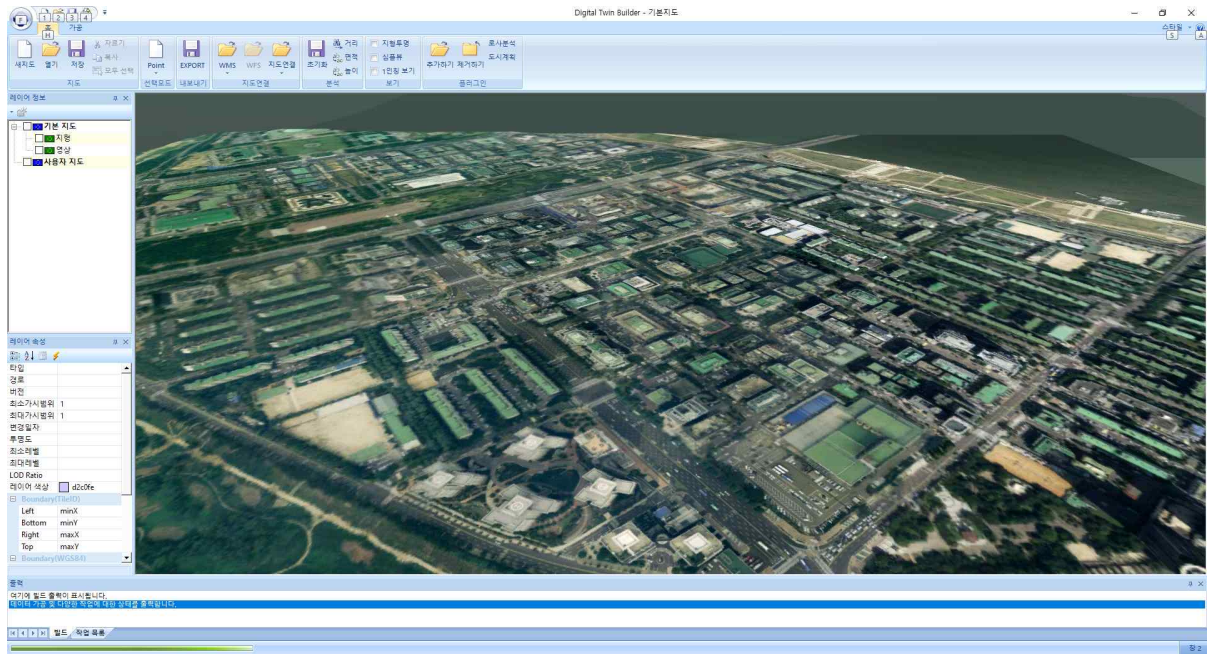 Digital Twin Builder - 기본지도
1 2 3 4
홈 가공 스타일
H S A
새지도 열기 저장 자르기 복사 모두 선택
Point EXPORT WMS WFS 지도연결 초기화
거리 면적 높이
지형투명 심플뷰 1인칭 보기
추가하기 제거하기 로사분석 도시계획
지도 선택모드 내보내기 지도연결 분석 보기 플러그인
레이어 정보
기본 지도
지형
영상
사용자 지도
레이어 속성
타입
경로
버전
최소가시범위 1
최대가시범위 1
변경일자
투명도
최소레벨
최대레벨
LOD Ratio
레이어 색상 d2c0fe
Boundary(TileID)
Left minX
Bottom minY
Right maxX
Top maxY
Boundary(WGS84)
출력
여기에 빌드 출력이 표시됩니다.
데이터 가공 및 다양한 작업에 대한 상태를 출력합니다.
빌드 작업 목록
창 2